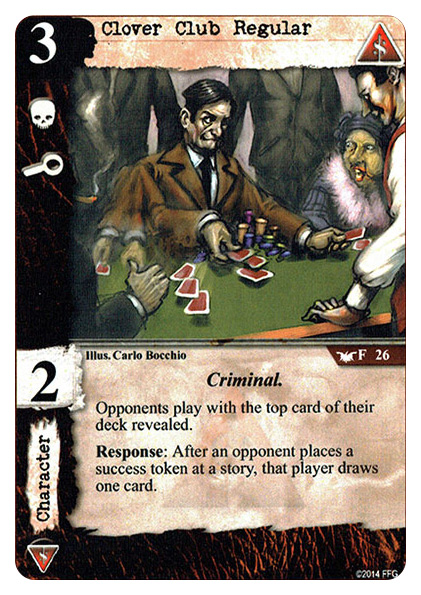 3
Clover Club Regular
$
Illus. Carlo Bocchio
F 26
2
Criminal.
Opponents play with the top card of their
deck revealed.
Response: After an opponent places a
success token at a story, that player draws
one card.
Character
$
©2014 FFG